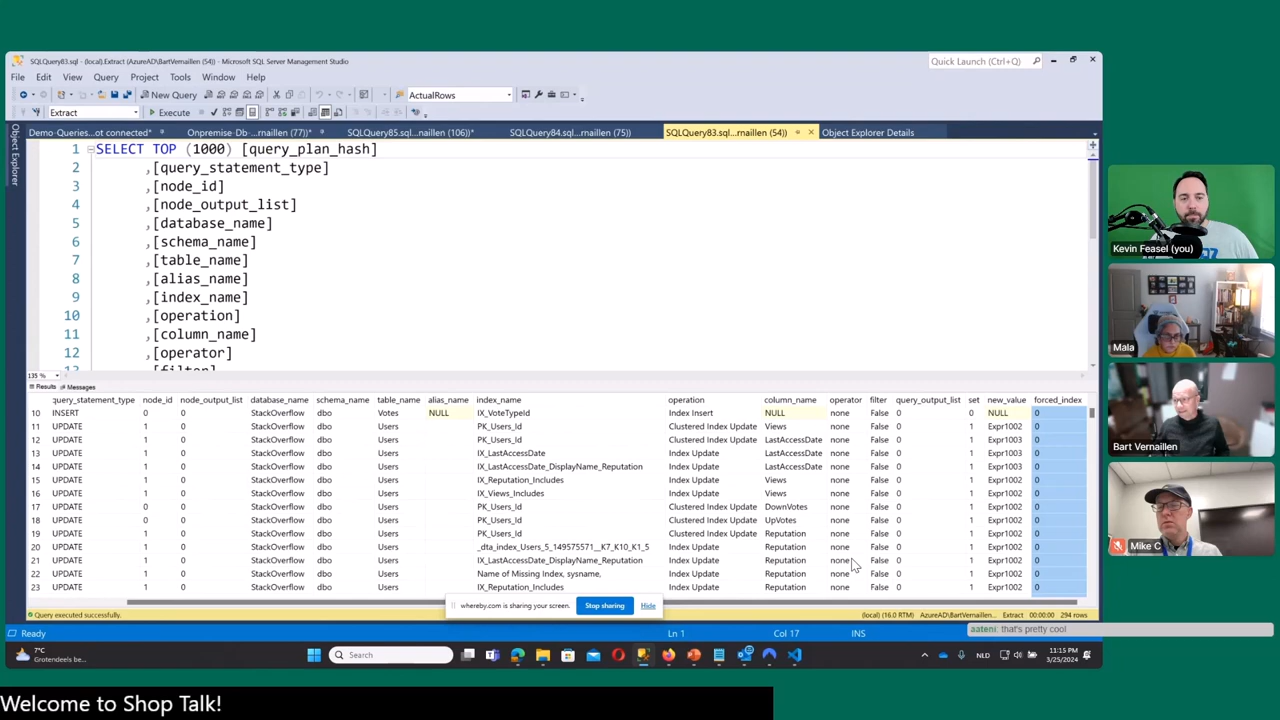 SQLQuery83.sql - (local).Extract (AzureAD\BartVernaillen (54)) - Microsoft SQL Server Management Studio
Quick Launch (Ctrl+Q)
File Edit View Query Project Tools Window Help
New Query ActualRows
Extract Execute
Demo-Queries...ot connected* Onpremise-Db-...rnaillen (77))* SQLQuery85.sql...naillen (106))* SQLQuery84.sql...rnaillen (75)) SQLQuery83.sql...rnaillen (54)) Object Explorer Details
Object Explorer
1 SELECT TOP (1000) [query_plan_hash]
2 ,[query_statement_type]
3 ,[node_id]
4 ,[node_output_list]
5 ,[database_name]
6 ,[schema_name]
7 ,[table_name]
8 ,[alias_name]
9 ,[index_name]
10 ,[operation]
11 ,[column_name]
12 ,[operator]
135 %
Results Messages
query_statement_type node_id node_output_list database_name schema_name table_name alias_name index_name operation column_name operator filter query_output_list set new_value forced_index
10 INSERT 0 0 StackOverflow dbo Votes NULL IX_VoteTypeId Index Insert NULL none False 0 0 NULL 0
11 UPDATE 1 0 StackOverflow dbo Users PK_Users_Id Clustered Index Update Views none False 0 1 Expr1002 0
12 UPDATE 1 0 StackOverflow dbo Users PK_Users_Id Clustered Index Update LastAccessDate none False 0 1 Expr1003 0
13 UPDATE 1 0 StackOverflow dbo Users IX_LastAccessDate Index Update LastAccessDate none False 0 1 Expr1003 0
14 UPDATE 1 0 StackOverflow dbo Users IX_LastAccessDate_DisplayName_Reputation Index Update LastAccessDate none False 0 1 Expr1003 0
15 UPDATE 1 0 StackOverflow dbo Users IX_Reputation_Includes Index Update Views none False 0 1 Expr1002 0
16 UPDATE 1 0 StackOverflow dbo Users IX_Views_Includes Index Update Views none False 0 1 Expr1002 0
17 UPDATE 0 0 StackOverflow dbo Users PK_Users_Id Clustered Index Update DownVotes none False 0 1 Expr1002 0
18 UPDATE 0 0 StackOverflow dbo Users PK_Users_Id Clustered Index Update UpVotes none False 0 1 Expr1002 0
19 UPDATE 1 0 StackOverflow dbo Users PK_Users_Id Clustered Index Update Reputation none False 0 1 Expr1002 0
20 UPDATE 1 0 StackOverflow dbo Users _dta_index_Users_5_149575571__K7_K10_K1_5 Index Update Reputation none False 0 1 Expr1002 0
21 UPDATE 1 0 StackOverflow dbo Users IX_LastAccessDate_DisplayName_Reputation Index Update Reputation none False 0 1 Expr1002 0
22 UPDATE 1 0 StackOverflow dbo Users Name of Missing Index, sysname, Index Update Reputation none False 0 1 Expr1002 0
23 UPDATE 1 0 StackOverflow dbo Users IX_Reputation_Includes Index Update Reputation none False 0 1 Expr1002 0
whereby.com is sharing your screen. Stop sharing Hide
Query executed successfully. (local) (16.0 RTM) AzureAD\BartVernaillen... Extract 00:00:00 294 rows
Ready Ln 1 Col 17 INS
aateni: that's pretty cool
7°C
Grotendeels be...
Search
NLD
11:15 PM
3/25/2024
Kevin Feasel (you)
Mala
Bart Vernaillen
Mike C
Welcome to Shop Talk!